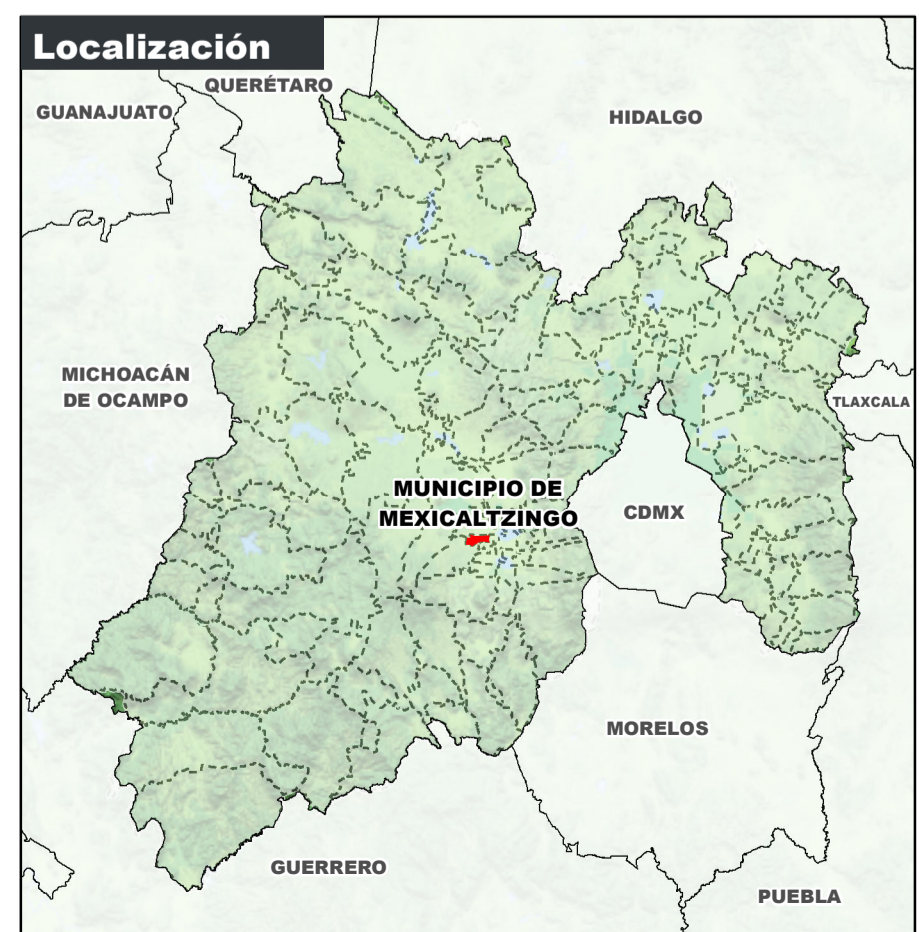 Localización
QUERÉTARO
GUANAJUATO
HIDALGO
MICHOACÁN
DE OCAMPO
TLAXCALA
MUNICIPIO DE
MEXICALTZINGO
CDMX
MORELOS
GUERRERO
PUEBLA